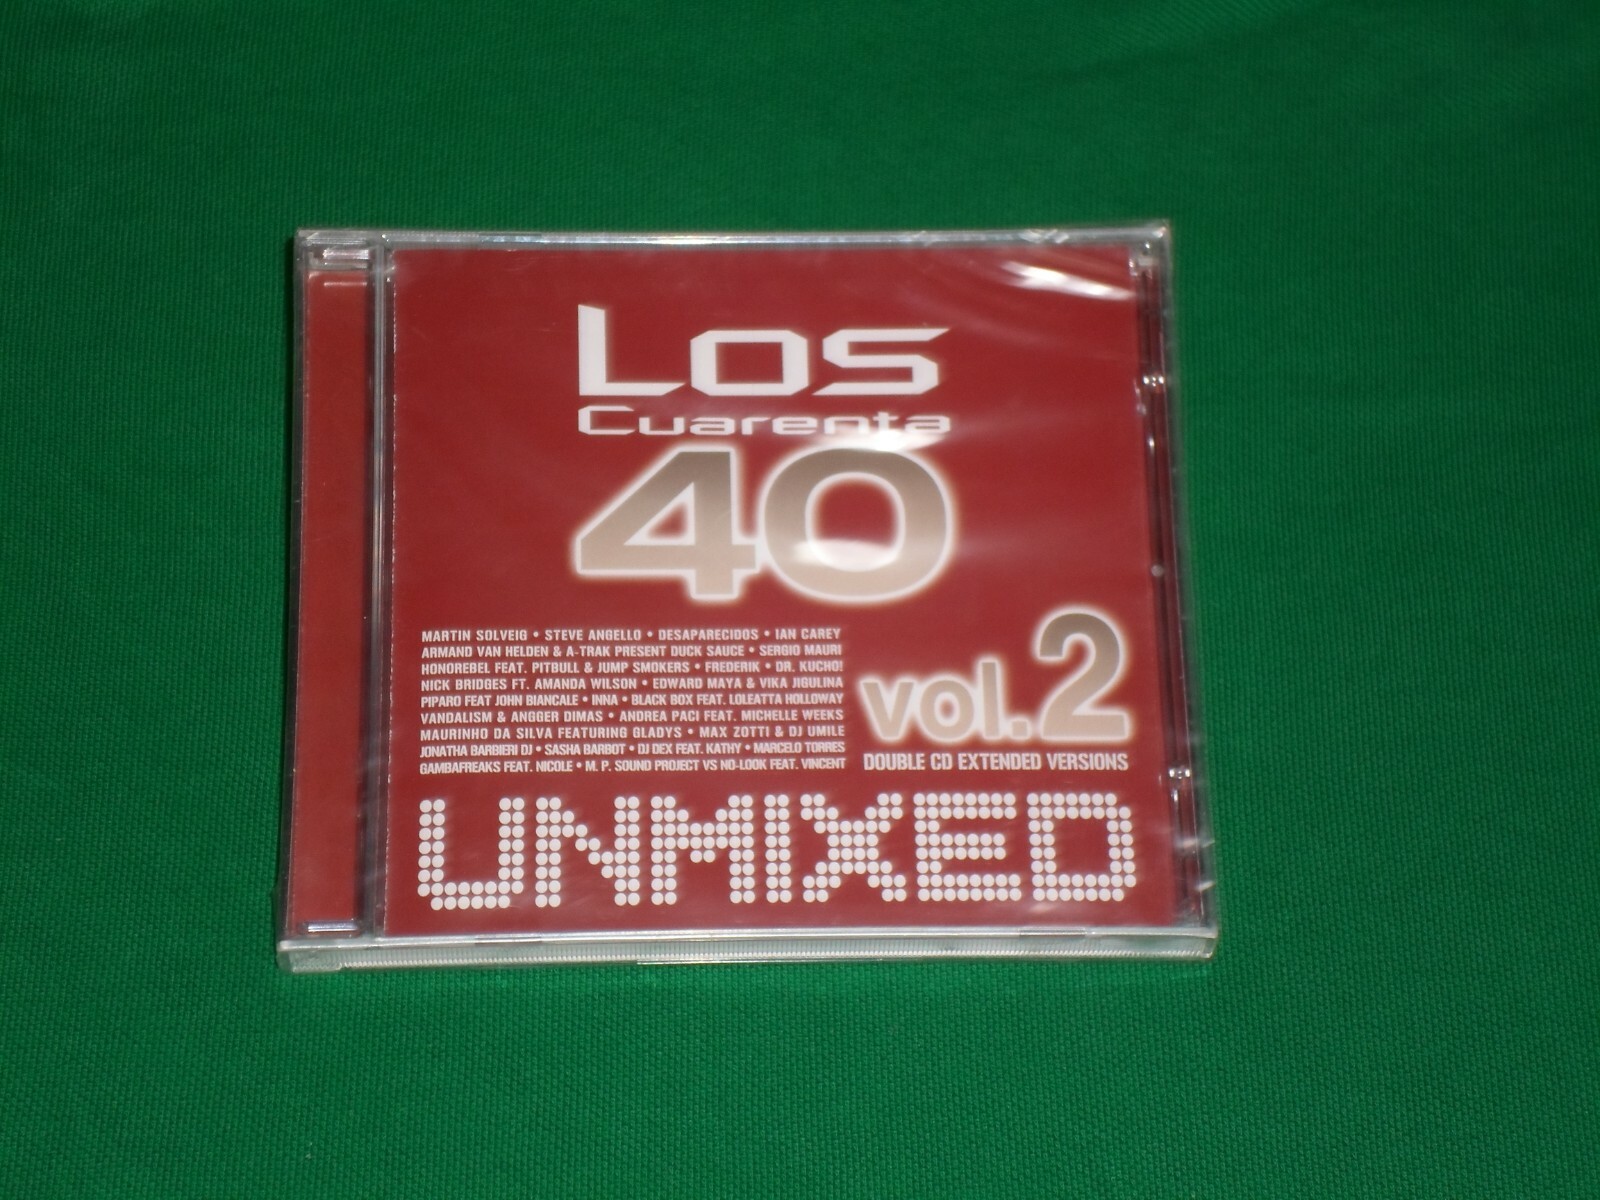 Los
Cuarenta
40
vol.2
DOUBLE CD EXTENDED VERSIONS
MARTIN SOLVEIG • STEVE ANGELLO • DESAPARECIDOS • IAN CAREY
ARMAND VAN HELDEN & A-TRAK PRESENT DUCK SAUCE • SERGIO MAURI
HONOREBEL FEAT. PITBULL & JUMP SMOKERS • FREDERIK • DR. KUCHO!
NICK BRIDGES FT. AMANDA WILSON • EDWARD MAYA & VIKA JIGULINA
PIPARO FEAT JOHN BIANCALE • INNA • BLACK BOX FEAT. LOLEATTA HOLLOWAY
VANDALISM & ANGGER DIMAS • ANDREA PACI FEAT. MICHELLE WEEKS
MAURINHO DA SILVA FEATURING GLADYS • MAX ZOTTI & DJ UMILE
JONATHA BARBIERI DJ • SASHA BARBOT • DJ DEX FEAT. KATHY • MARCELO TORRES
GAMBAFREAKS FEAT. NICOLE • M. P. SOUND PROJECT VS NO-LOOK FEAT. VINCENT
UNMIXED